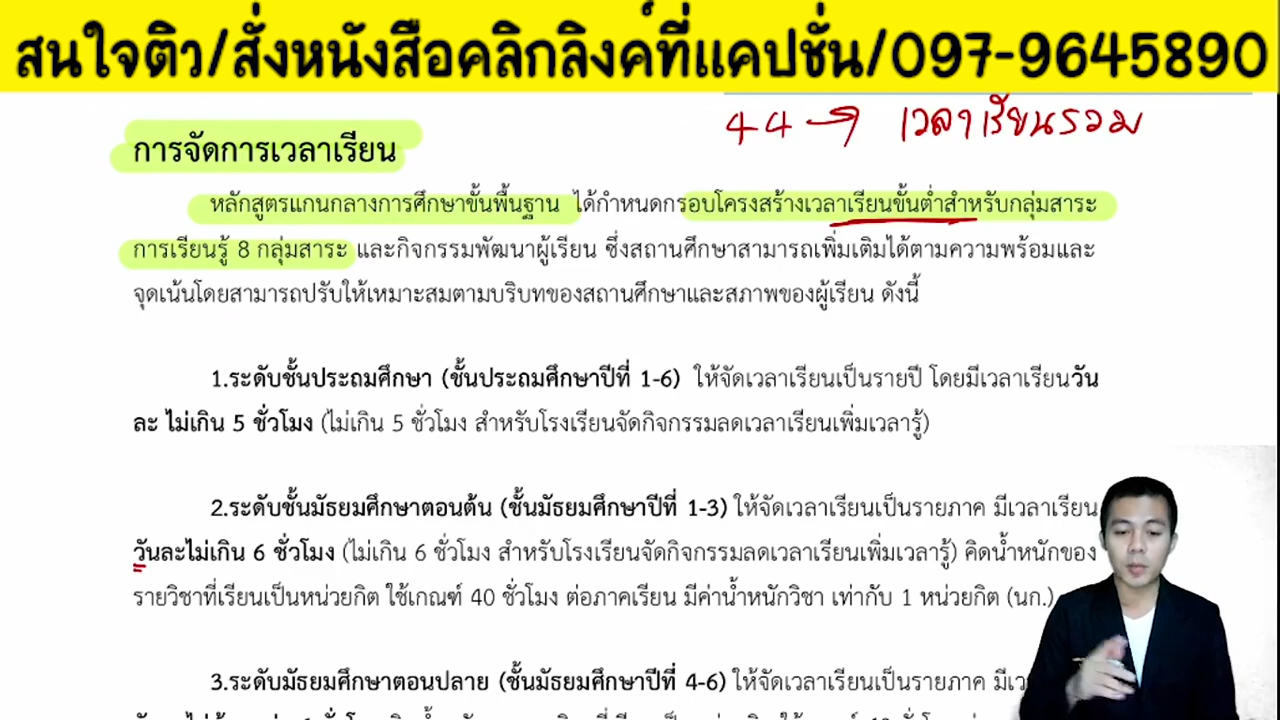 สนใจติว/สั่งหนังสือคลิกลิงค์ที่แคปชั่น/097-9645890
44 → เวลาเรียนรวม
การจัดการเวลาเรียน
หลักสูตรแกนกลางการศึกษาขั้นพื้นฐาน ได้กำหนดกรอบโครงสร้างเวลาเรียนขั้นต่ำสำหรับกลุ่มสาระ
การเรียนรู้ 8 กลุ่มสาระ และกิจกรรมพัฒนาผู้เรียน ซึ่งสถานศึกษาสามารถเพิ่มเติมได้ตามความพร้อมและ
จุดเน้นโดยสามารถปรับให้เหมาะสมตามบริบทของสถานศึกษาและสภาพของผู้เรียน ดังนี้
1.ระดับชั้นประถมศึกษา (ชั้นประถมศึกษาปีที่ 1-6) ให้จัดเวลาเรียนเป็นรายปี โดยมีเวลาเรียนวัน
ละ ไม่เกิน 5 ชั่วโมง (ไม่เกิน 5 ชั่วโมง สำหรับโรงเรียนจัดกิจกรรมลดเวลาเรียนเพิ่มเวลารู้)
2.ระดับชั้นมัธยมศึกษาตอนต้น (ชั้นมัธยมศึกษาปีที่ 1-3) ให้จัดเวลาเรียนเป็นรายภาค มีเวลาเรียน
วันละไม่เกิน 6 ชั่วโมง (ไม่เกิน 6 ชั่วโมง สำหรับโรงเรียนจัดกิจกรรมลดเวลาเรียนเพิ่มเวลารู้) คิดน้ำหนักของ
รายวิชาที่เรียนเป็นหน่วยกิต ใช้เกณฑ์ 40 ชั่วโมง ต่อภาคเรียน มีค่าน้ำหนักวิชา เท่ากับ 1 หน่วยกิต (นก.)
3.ระดับมัธยมศึกษาตอนปลาย (ชั้นมัธยมศึกษาปีที่ 4-6) ให้จัดเวลาเรียนเป็นรายภาค